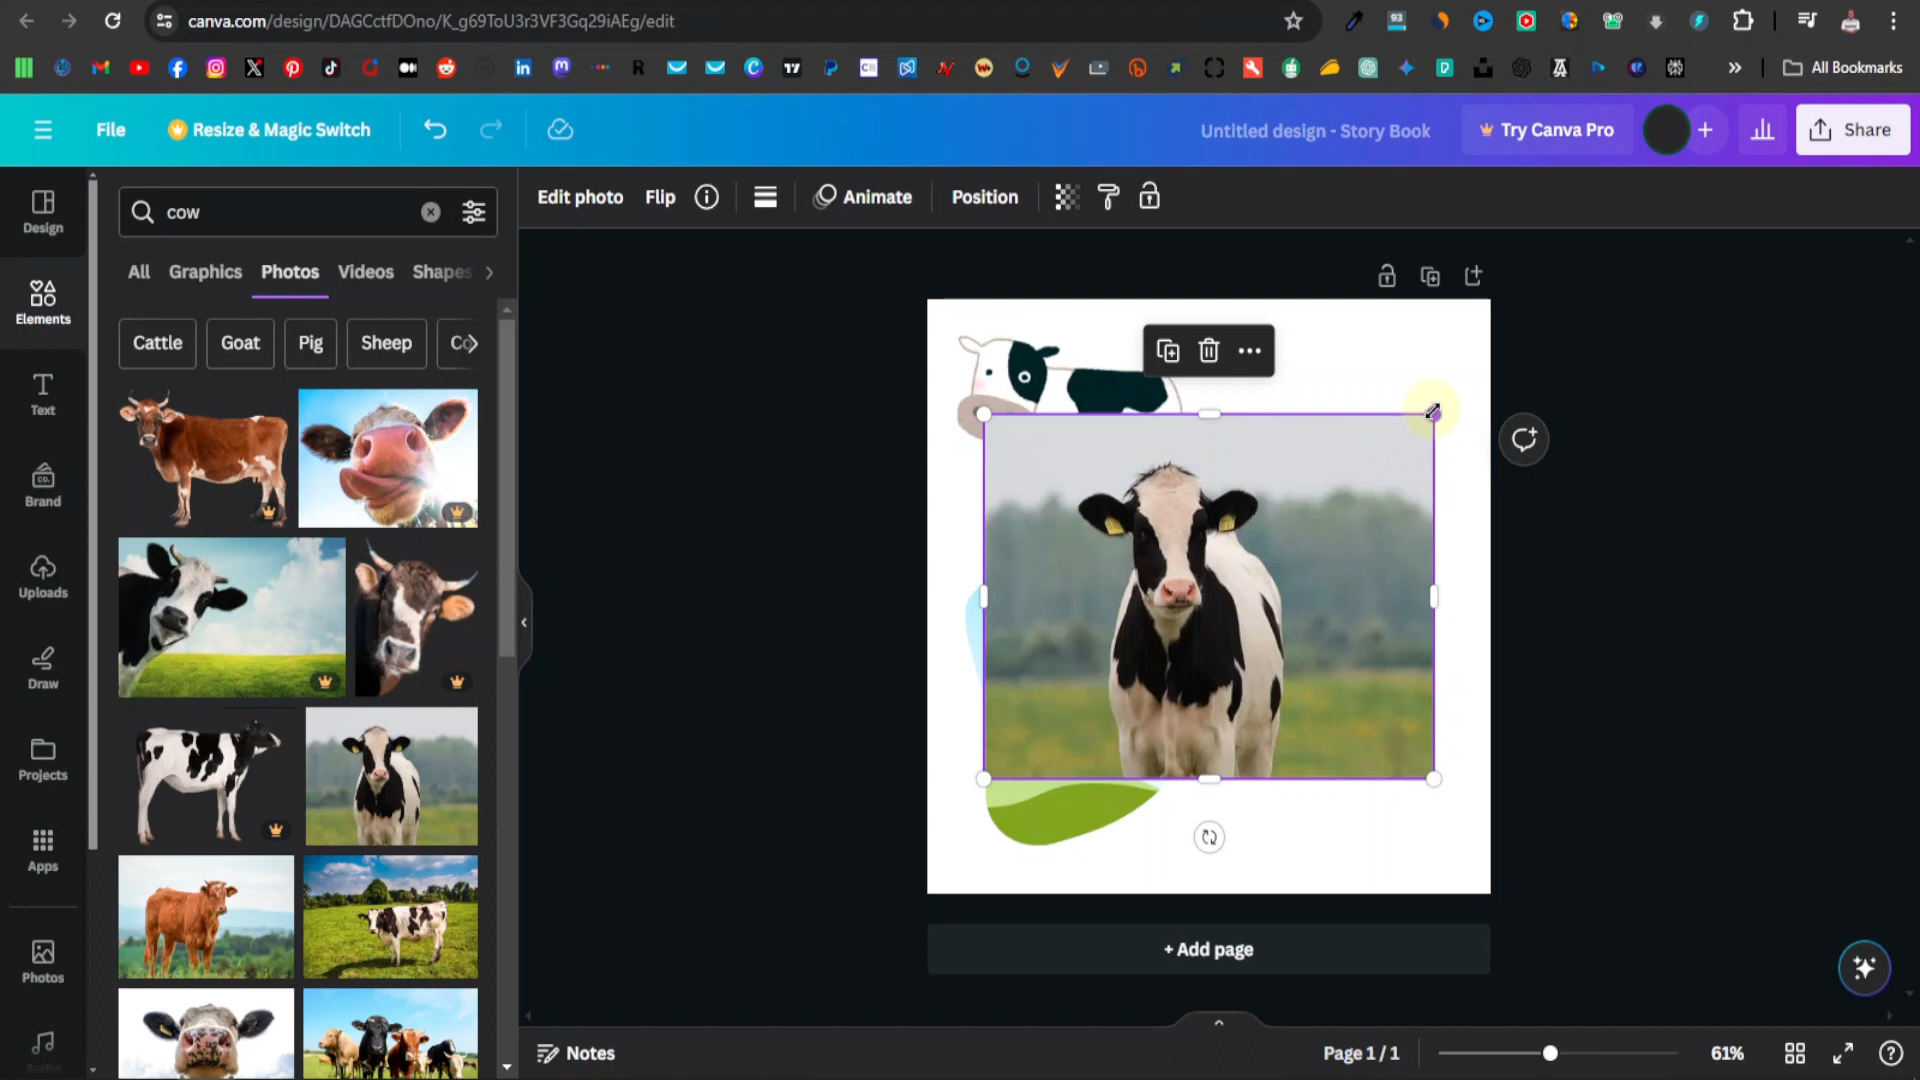 canva.com/design/DAGCctfDOno/K_g69ToU3r3VF3Gq29iAEg/edit
93
All Bookmarks
File
Resize & Magic Switch
Untitled design - Story Book
Try Canva Pro
Share
Design
Elements
Text
Brand
Uploads
Draw
Projects
Apps
Photos
Audio
cow
All
Graphics
Photos
Videos
Shapes
Cattle
Goat
Pig
Sheep
Edit photo
Flip
Animate
Position
+ Add page
Notes
Page 1 / 1
61%